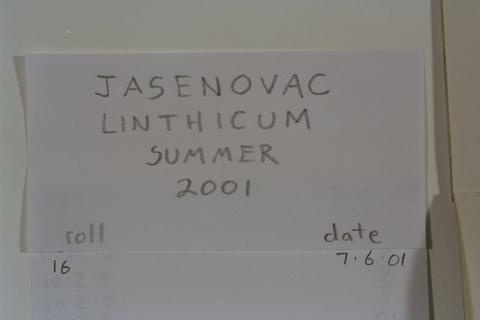 JASENOVAC
LINTHICUM
SUMMER
2001
roll date
16 7.6.01